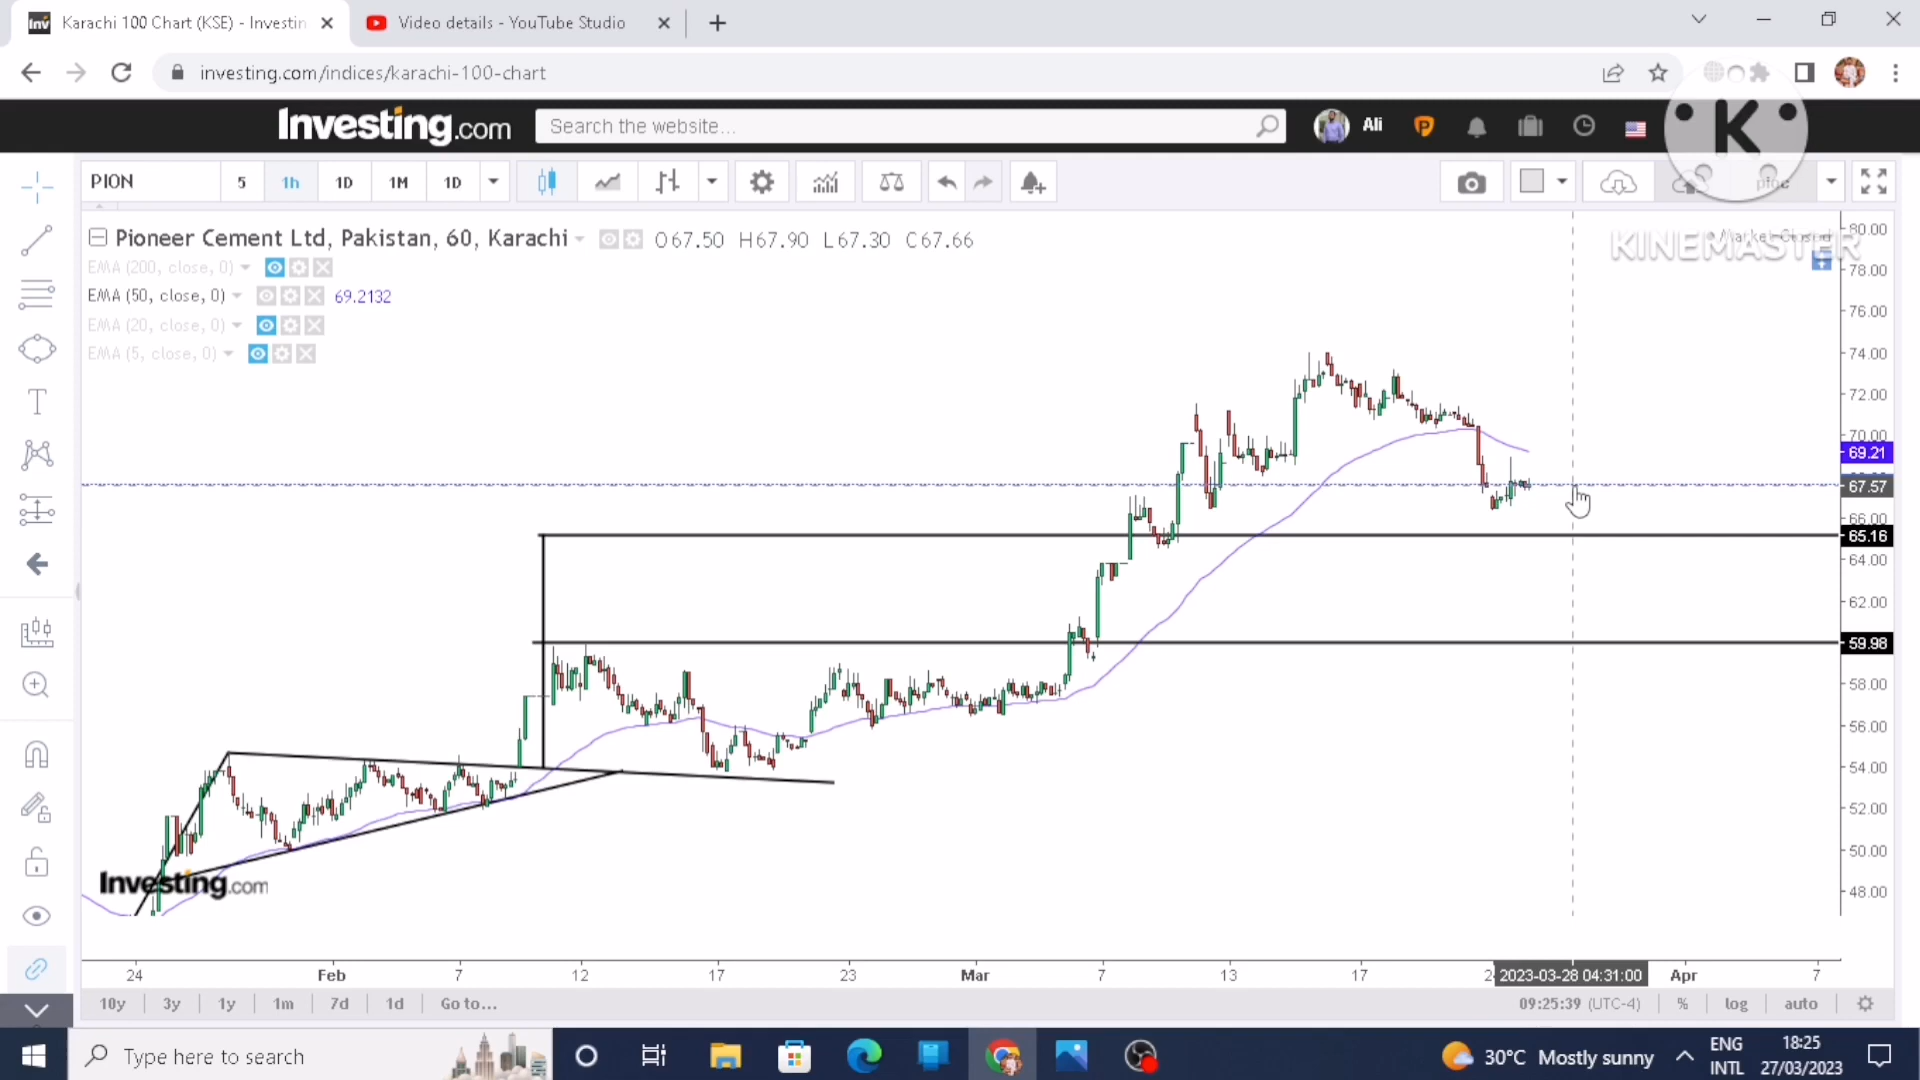 Karachi 100 Chart (KSE) - Investin
Video details - YouTube Studio
investing.com/indices/karachi-100-chart
Investing.com
Search the website...
Ali
K
PION
5
1h
1D
1M
1D
pioc
Pioneer Cement Ltd, Pakistan, 60, Karachi
O67.50 H67.90 L67.30 C67.66
Market Closed
KINEMASTER
EMA (200, close, 0)
EMA (50, close, 0)
69.2132
EMA (20, close, 0)
EMA (5, close, 0)
80.00
78.00
76.00
74.00
72.00
70.00
69.21
67.57
66.00
65.16
64.00
62.00
59.98
58.00
56.00
54.00
52.00
50.00
48.00
Investing.com
24
Feb
7
12
17
23
Mar
7
13
17
2023-03-28 04:31:00
Apr
7
10y
3y
1y
1m
7d
1d
Go to...
09:25:39 (UTC-4)
%
log
auto
Type here to search
30°C Mostly sunny
ENG
INTL
18:25
27/03/2023